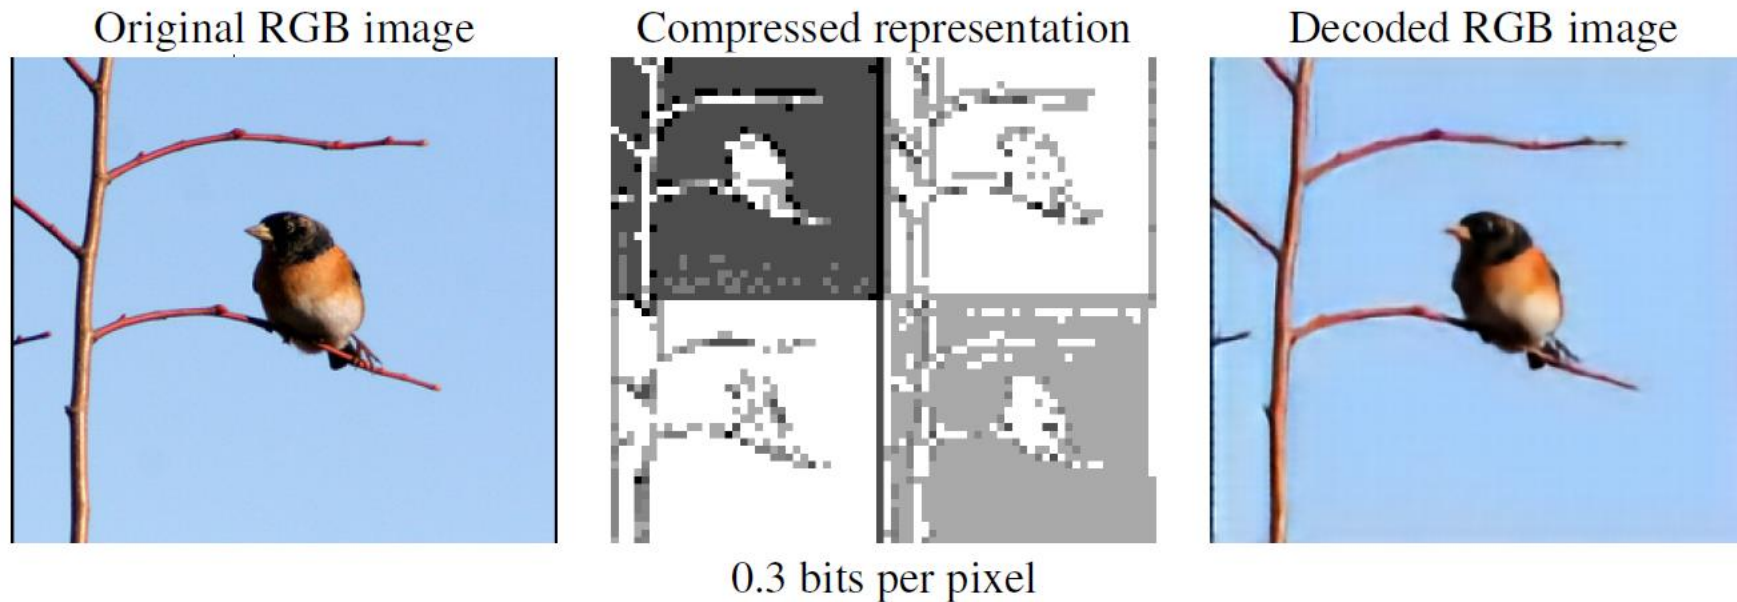 Original RGB image
Compressed representation
Decoded RGB image
0.3 bits per pixel